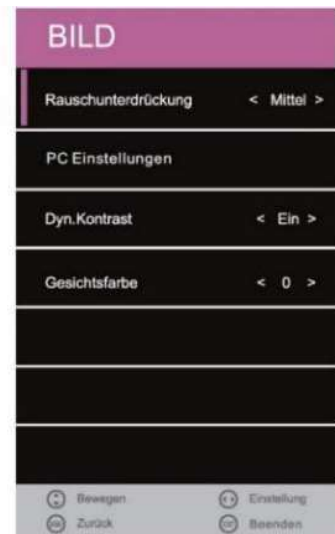 BILD
Rauschunterdrückung < Mittel >
PC Einstellungen
Dyn.Kontrast < Ein >
Gesichtsfarbe < 0 >
Bewegen Einstellung
Zurück Beenden